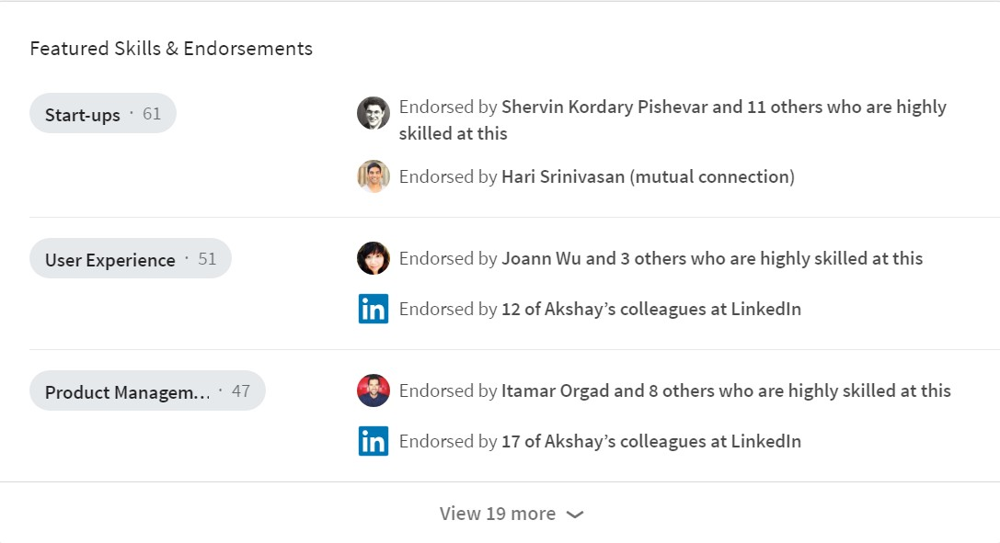 Featured Skills & Endorsements
Start-ups · 61
Endorsed by Shervin Kordary Pishevar and 11 others who are highly
skilled at this
Endorsed by Hari Srinivasan (mutual connection)
User Experience · 51
Endorsed by Joann Wu and 3 others who are highly skilled at this
in
Endorsed by 12 of Akshay’s colleagues at LinkedIn
Product Managem... · 47
Endorsed by Itamar Orgad and 8 others who are highly skilled at this
in
Endorsed by 17 of Akshay’s colleagues at LinkedIn
View 19 more